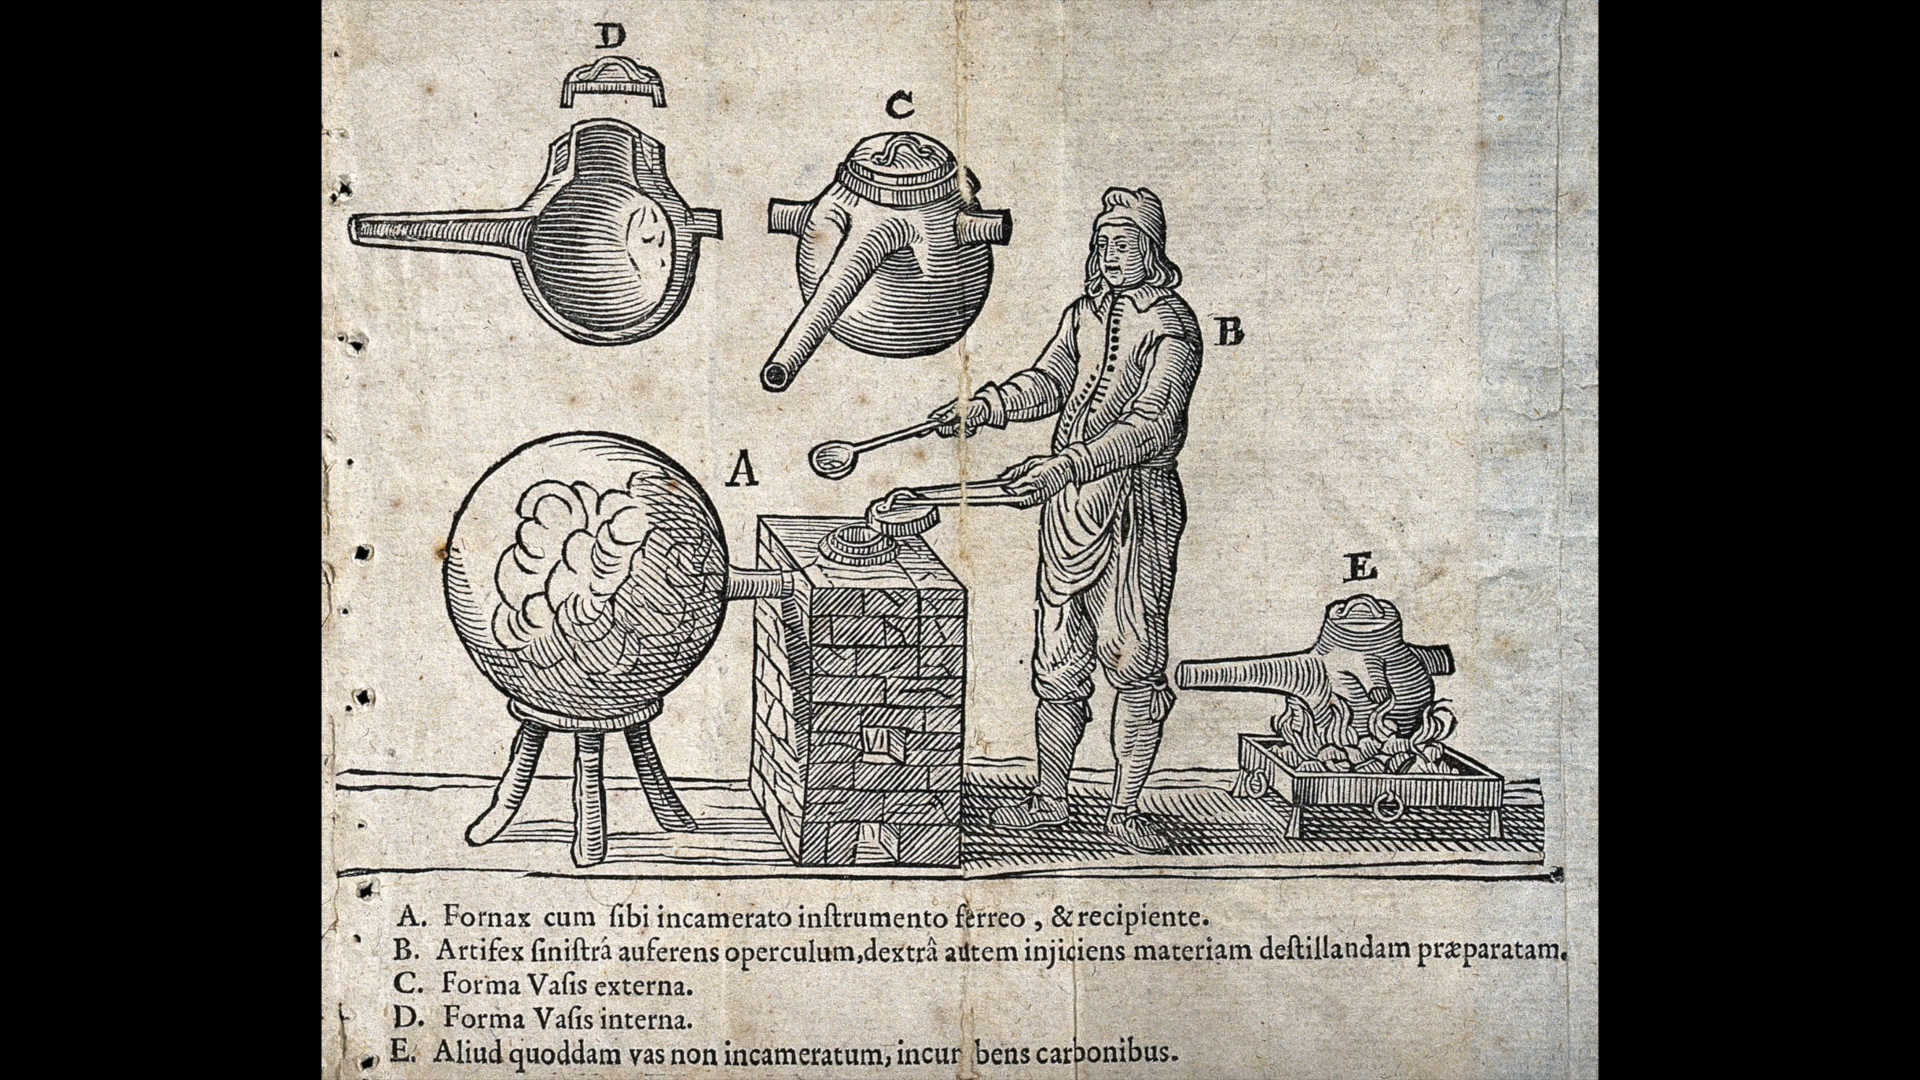 D
C
B
A
E
A. Fornax cum ſibi incamerato inſtrumento ferreo, & recipiente.
B. Artifex ſiniſtrâ auferens operculum, dextrâ autem injiciens materiam deſtillandam præparatam.
C. Forma Vaſis externa.
D. Forma Vaſis interna.
E. Aliud quoddam vas non incameratum, incum bens carbonibus.